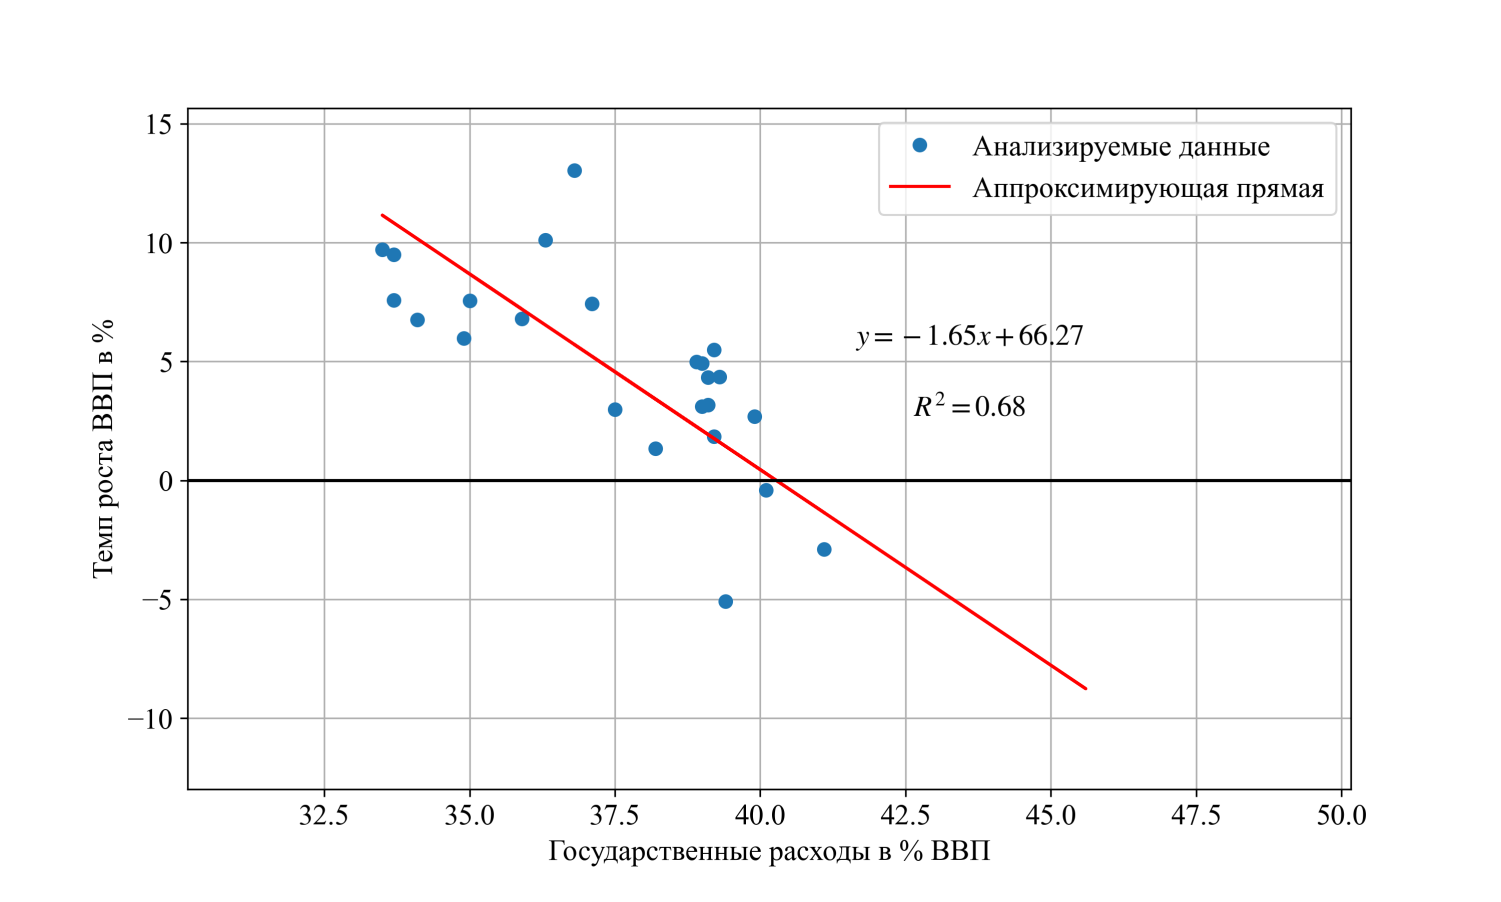 15
10
5
0
−5
−10
Темп роста ВВП в %
Анализируемые данные
Аппроксимирующая прямая
y = − 1.65x + 66.27
R² = 0.68
32.5 35.0 37.5 40.0 42.5 45.0 47.5 50.0
Государственные расходы в % ВВП